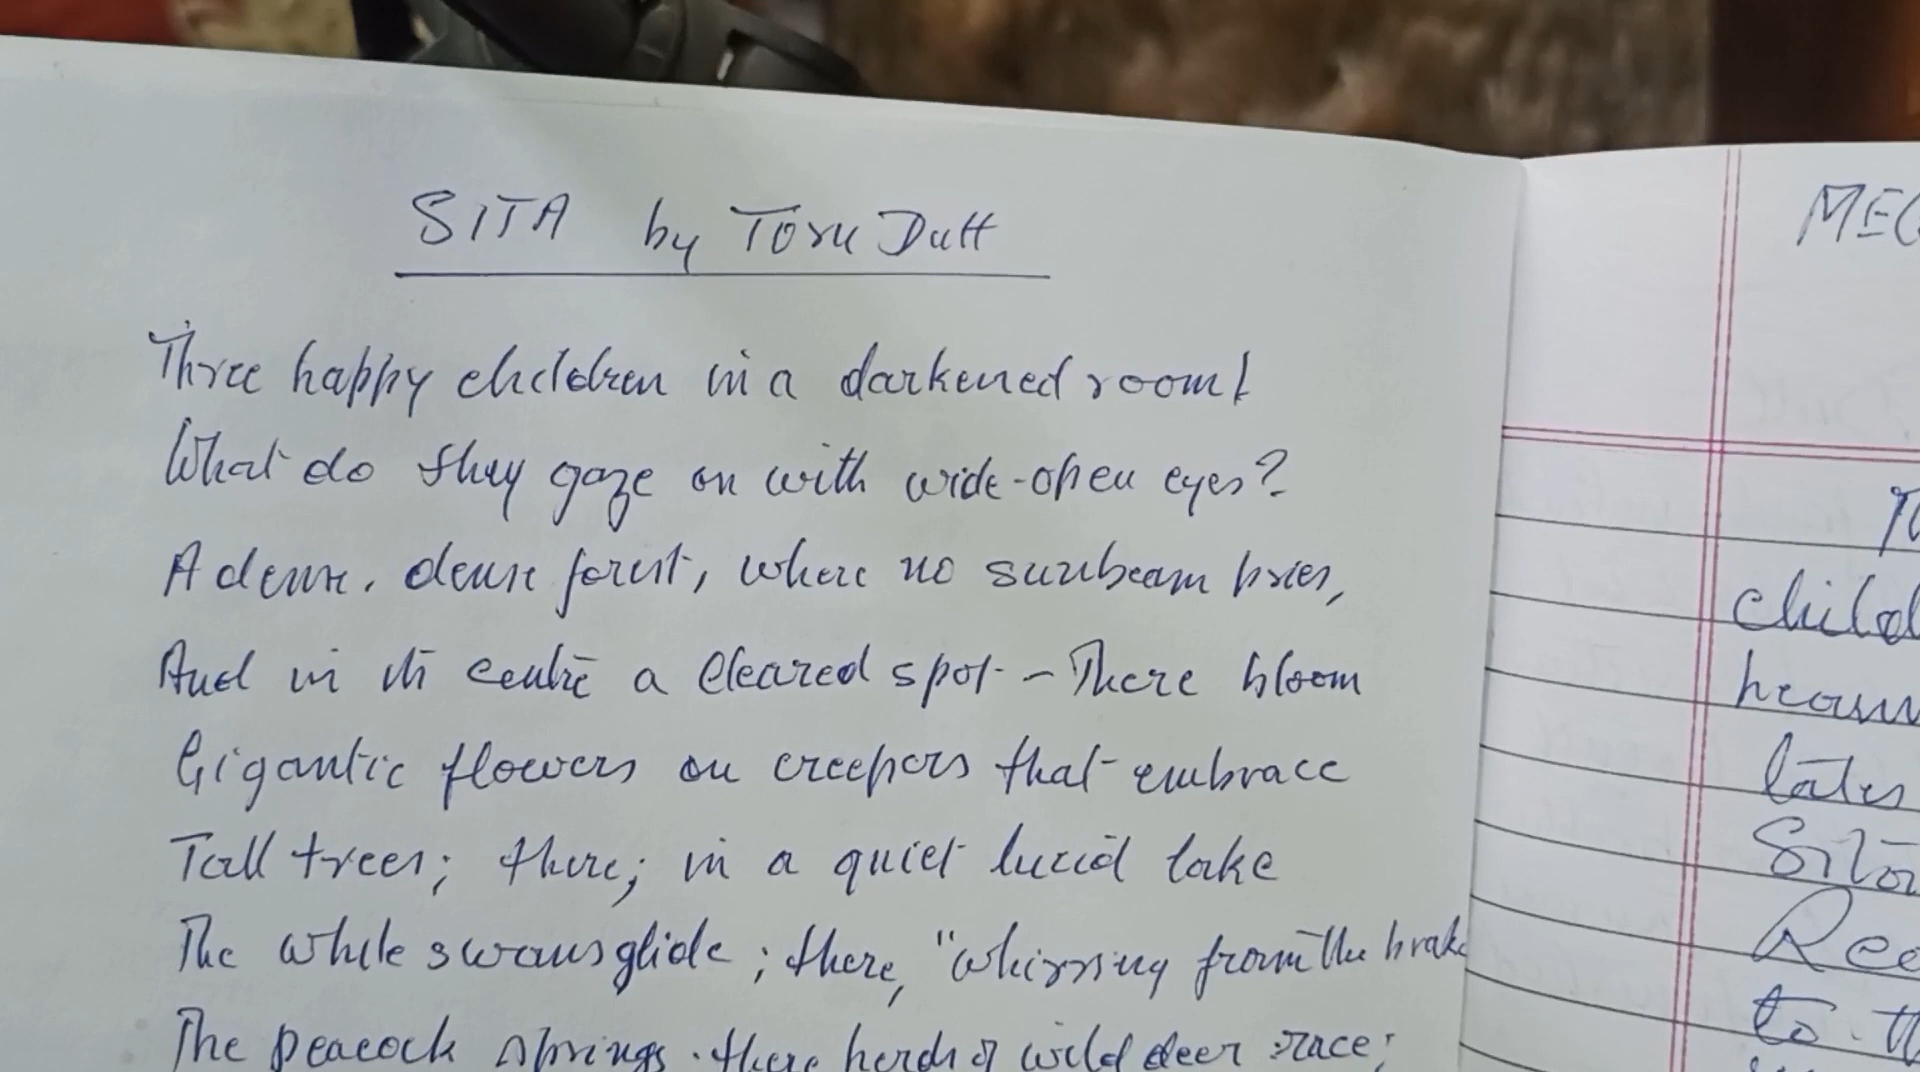 SITA by Toru Dutt
Three happy children in a darkened room!
What do they gaze on with wide-open eyes?
A dense, dense forest, where no sunbeam pries,
And in its centre a cleared spot – There bloom
Gigantic flowers on creepers that embrace
Tall trees; there; in a quiet lucid lake
The white swans glide; there, "whirring from the brake
The peacock springs, there herds of wild deer race;
MEG
child
hearin
later
Sita
Rec
to th